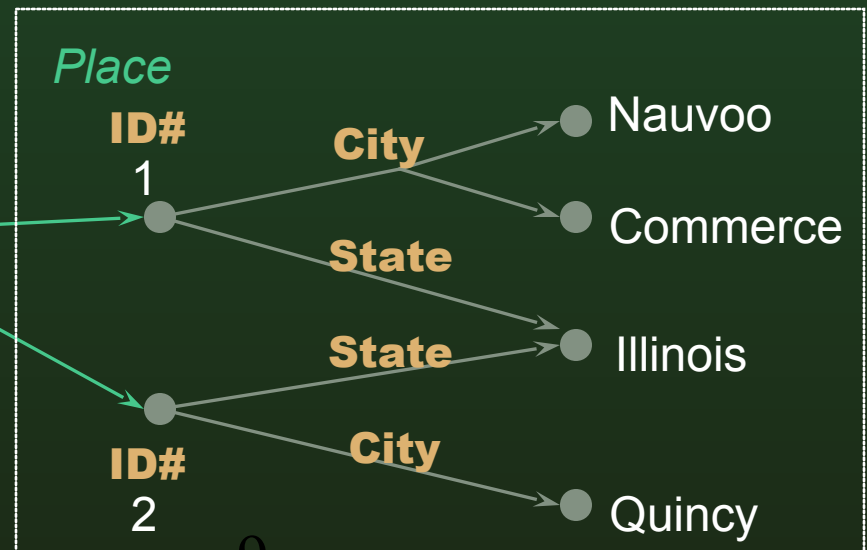 Place
ID#
1
City
Nauvoo
Commerce
State
State
Illinois
City
ID#
2
Quincy